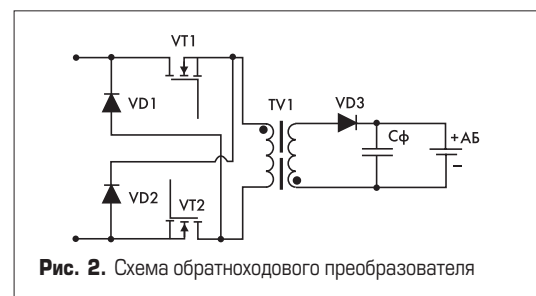 VT1
VD1
TV1
VD3
Cф
+АБ
–
VD2
VT2
Рис. 2. Схема обратноходового преобразователя